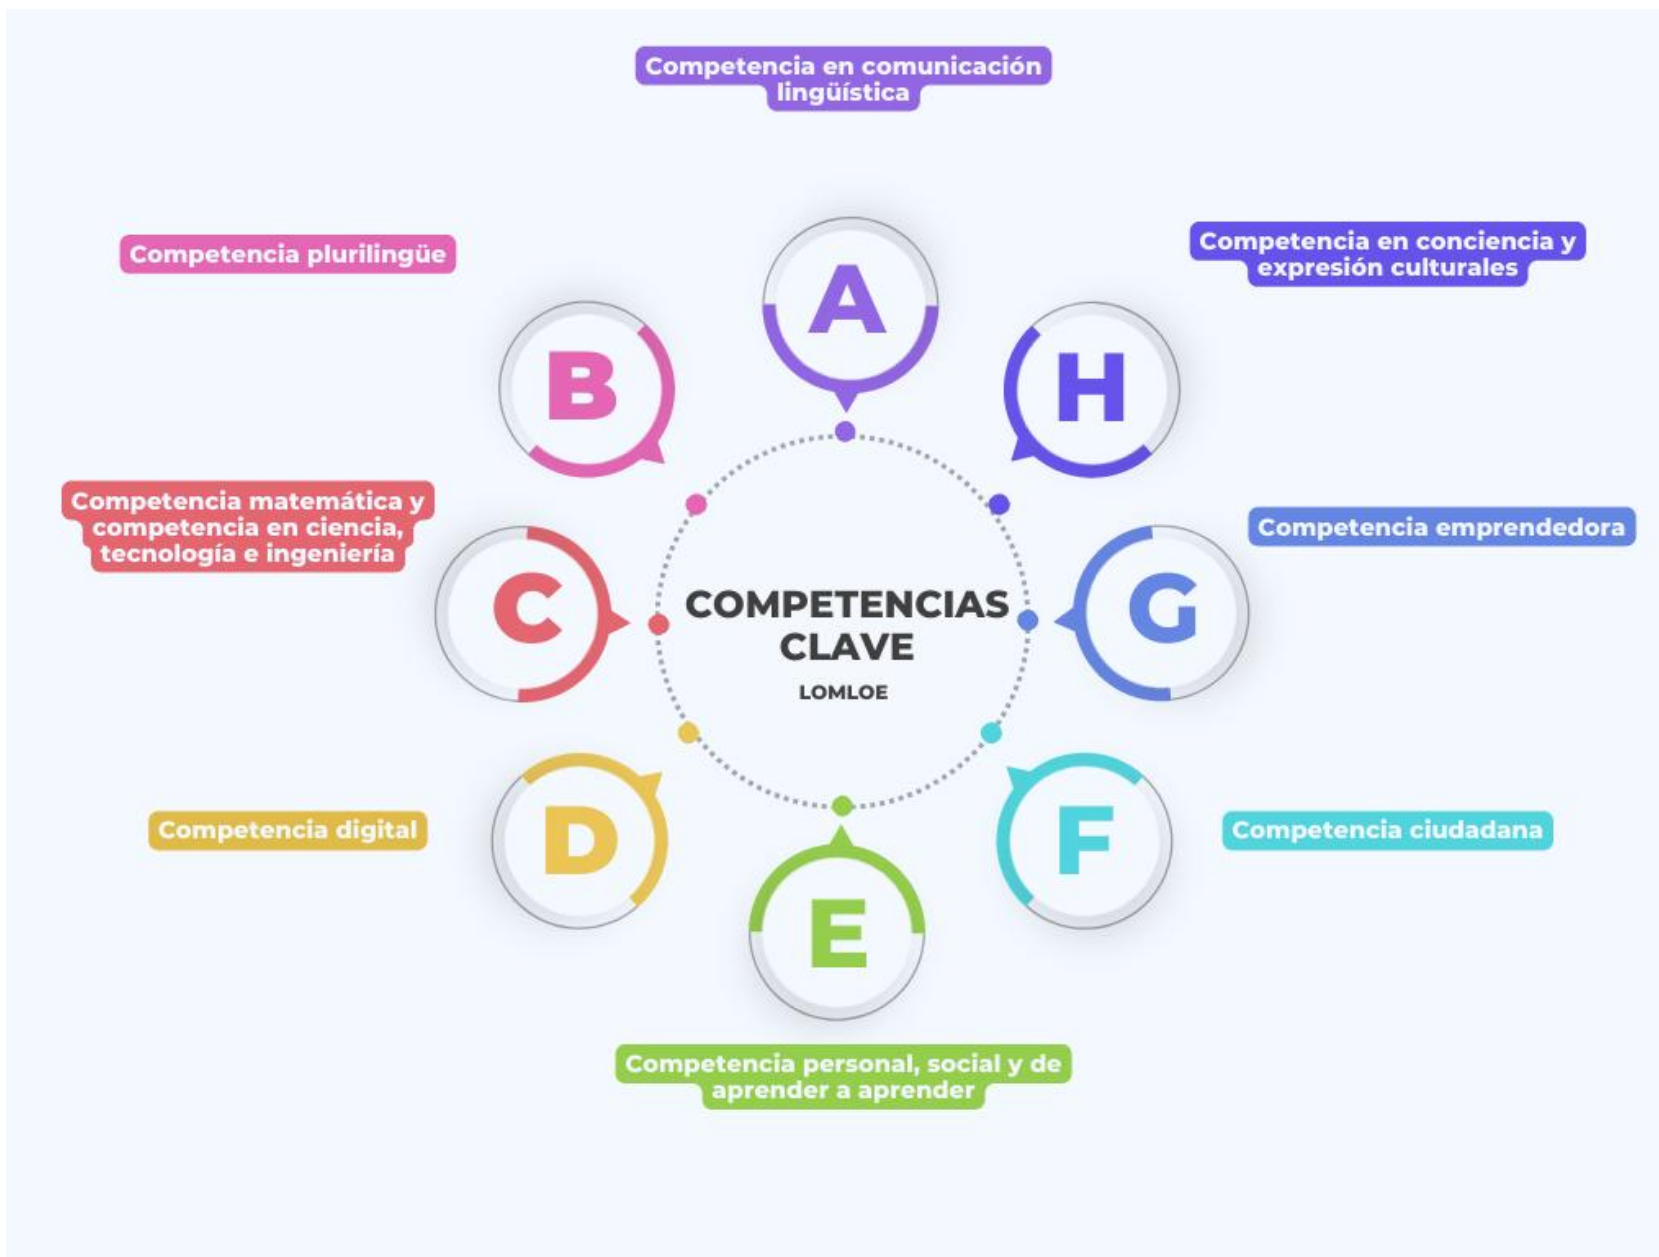 Competencia en comunicación
lingüística
A
Competencia plurilingüe
B
Competencia matemática y
competencia en ciencia,
tecnología e ingeniería
C
Competencia digital
D
Competencia personal, social y de
aprender a aprender
E
Competencia ciudadana
F
Competencia emprendedora
G
Competencia en conciencia y
expresión culturales
H
COMPETENCIAS
CLAVE
LOMLOE